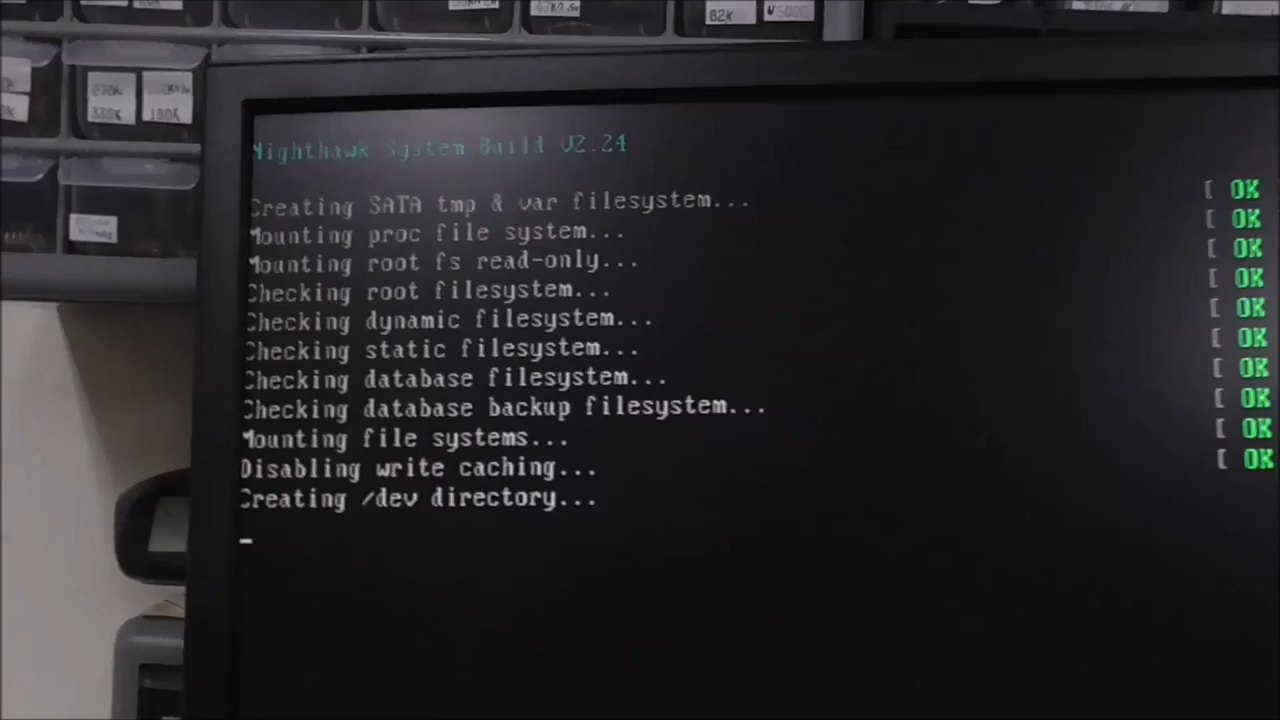 82K
330K
180K
Nighthawk System Build V2.24
Creating SATA tmp & var filesystem... [ OK
Mounting proc file system... [ OK
Mounting root fs read-only... [ OK
Checking root filesystem... [ OK
Checking dynamic filesystem... [ OK
Checking static filesystem... [ OK
Checking database filesystem... [ OK
Checking database backup filesystem... [ OK
Mounting file systems... [ OK
Disabling write caching... [ OK
Creating /dev directory...